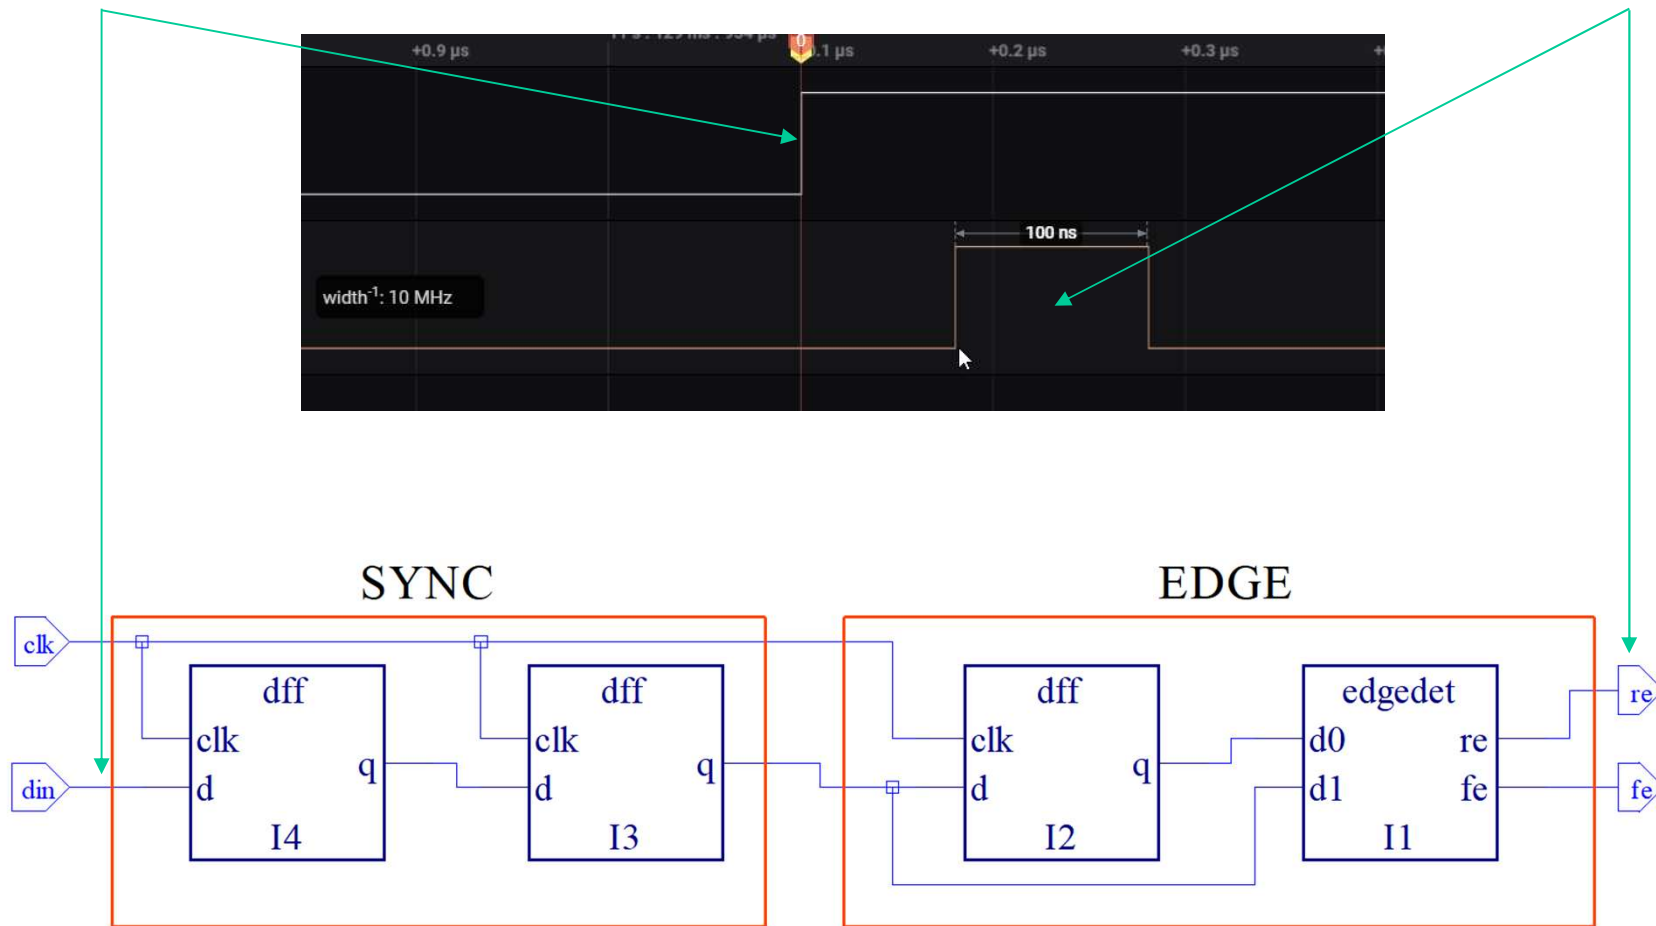 +0.9 µs
0
.1 µs
+0.2 µs
+0.3 µs
100 ns
width⁻¹: 10 MHz
SYNC
EDGE
clk
din
dff
clk
d
q
I4
dff
clk
d
q
I3
dff
clk
d
q
I2
edgedet
d0
d1
re
fe
I1
re
fe